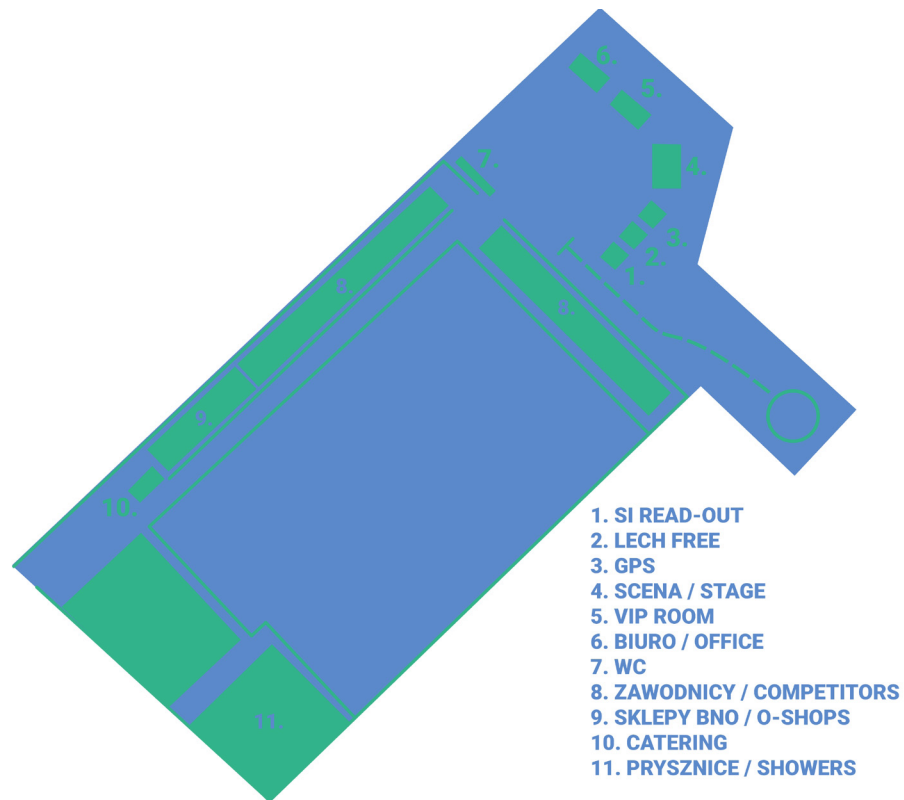 6.
5.
7.
4.
3.
2.
1.
8.
8.
9.
10.
11.
1. SI READ-OUT
2. LECH FREE
3. GPS
4. SCENA / STAGE
5. VIP ROOM
6. BIURO / OFFICE
7. WC
8. ZAWODNICY / COMPETITORS
9. SKLEPY BNO / O-SHOPS
10. CATERING
11. PRYSZNICE / SHOWERS